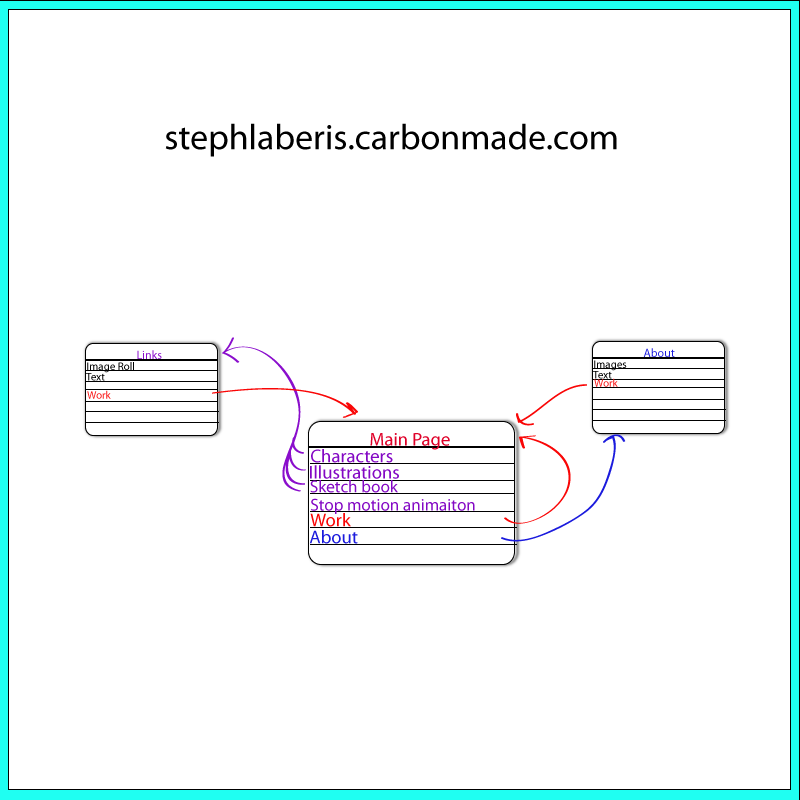 stephlaberis.carbonmade.com
Links
Image Roll
Text
Work
About
Images
Text
Work
Main Page
Characters
Illustrations
Sketch book
Stop motion animaiton
Work
About